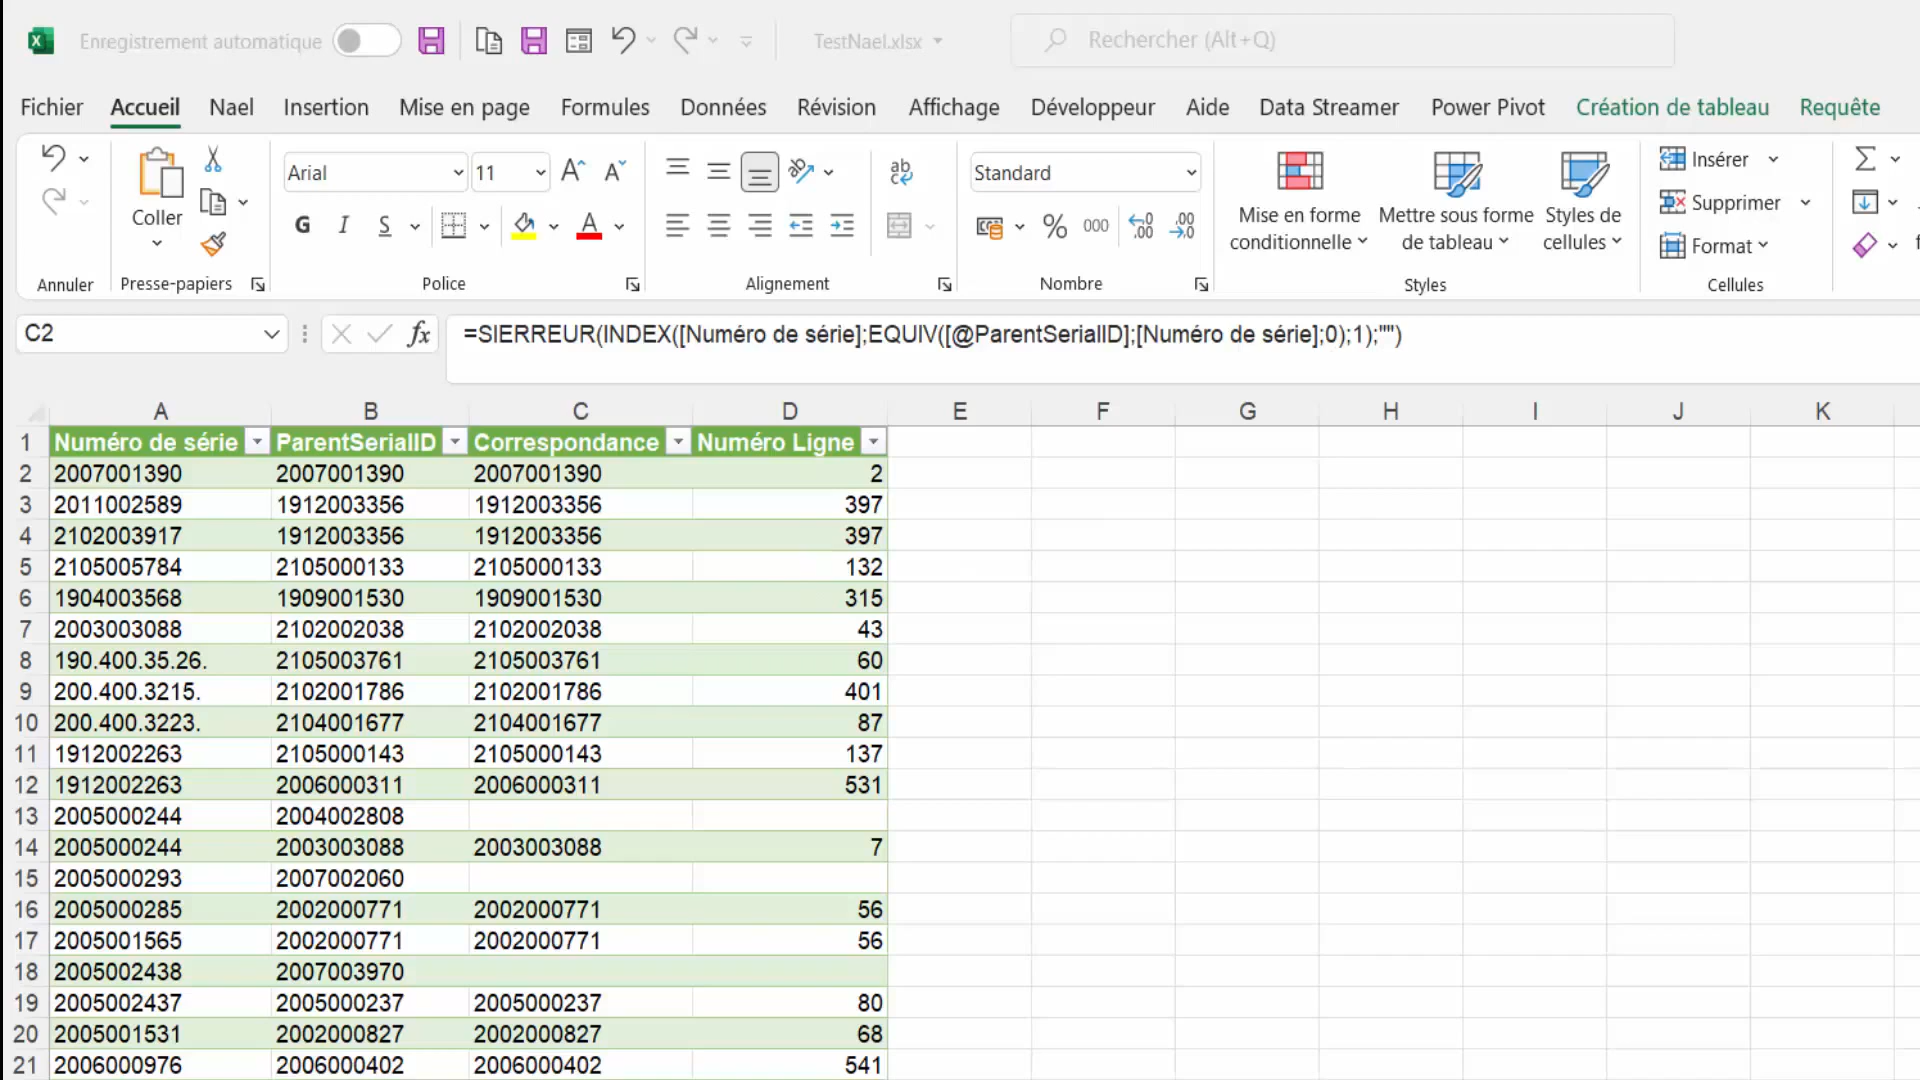 Enregistrement automatique
TestNael.xlsx
Rechercher (Alt+Q)
Fichier Accueil Nael Insertion Mise en page Formules Données Révision Affichage Développeur Aide Data Streamer Power Pivot Création de tableau Requête
Annuler
Coller
Presse-papiers
Arial 11
G I S
Police
Alignement
Standard
% 000
Nombre
Mise en forme
conditionnelle
Mettre sous forme
de tableau
Styles de
cellules
Styles
Insérer
Supprimer
Format
Cellules
C2 fx =SIERREUR(INDEX([Numéro de série];EQUIV([@ParentSerialID];[Numéro de série];0);1);"")
A B C D E F G H I J K
1 Numéro de série ParentSerialID Correspondance Numéro Ligne
2 2007001390 2007001390 2007001390 2
3 2011002589 1912003356 1912003356 397
4 2102003917 1912003356 1912003356 397
5 2105005784 2105000133 2105000133 132
6 1904003568 1909001530 1909001530 315
7 2003003088 2102002038 2102002038 43
8 190.400.35.26. 2105003761 2105003761 60
9 200.400.3215. 2102001786 2102001786 401
10 200.400.3223. 2104001677 2104001677 87
11 1912002263 2105000143 2105000143 137
12 1912002263 2006000311 2006000311 531
13 2005000244 2004002808
14 2005000244 2003003088 2003003088 7
15 2005000293 2007002060
16 2005000285 2002000771 2002000771 56
17 2005001565 2002000771 2002000771 56
18 2005002438 2007003970
19 2005002437 2005000237 2005000237 80
20 2005001531 2002000827 2002000827 68
21 2006000976 2006000402 2006000402 541